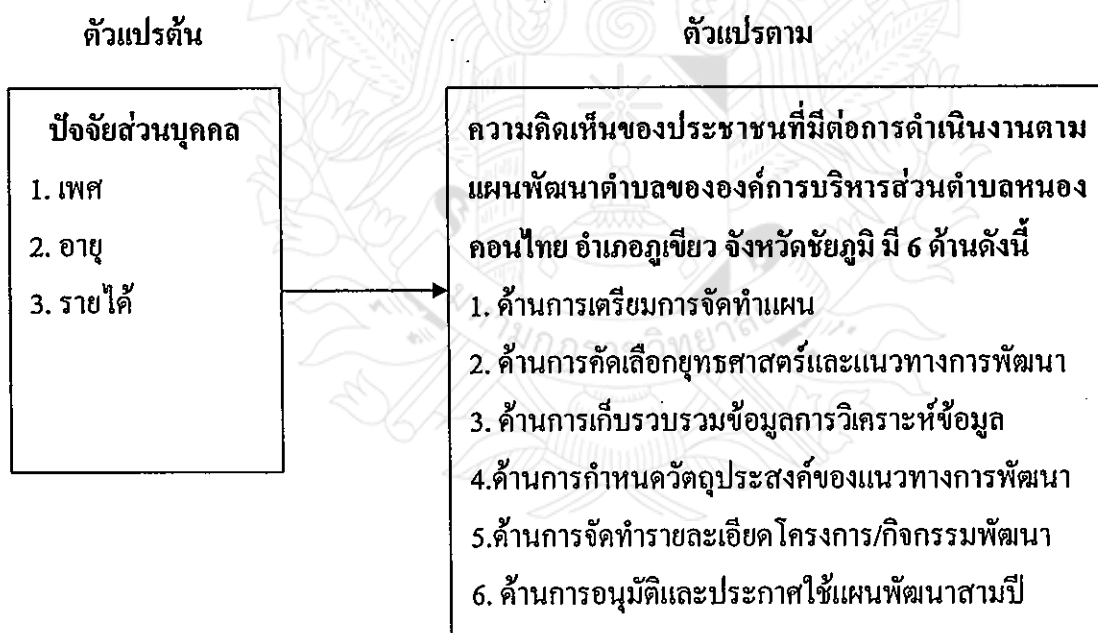 ตัวแปรต้น
ตัวแปรตาม
ปัจจัยส่วนบุคคล
1. เพศ
2. อายุ
3. รายได้
ความคิดเห็นของประชาชนที่มีต่อการดำเนินงานตาม
แผนพัฒนาตำบลขององค์การบริหารส่วนตำบลหนอง
คอนไทย อำเภอภูเขียว จังหวัดชัยภูมิ มี 6 ด้านดังนี้
1. ด้านการเตรียมการจัดทำแผน
2. ด้านการคัดเลือกยุทธศาสตร์และแนวทางการพัฒนา
3. ด้านการเก็บรวบรวมข้อมูลการวิเคราะห์ข้อมูล
4.ด้านการกำหนดวัตถุประสงค์ของแนวทางการพัฒนา
5.ด้านการจัดทำรายละเอียดโครงการ/กิจกรรมพัฒนา
6. ด้านการอนุมัติและประกาศใช้แผนพัฒนาสามปี